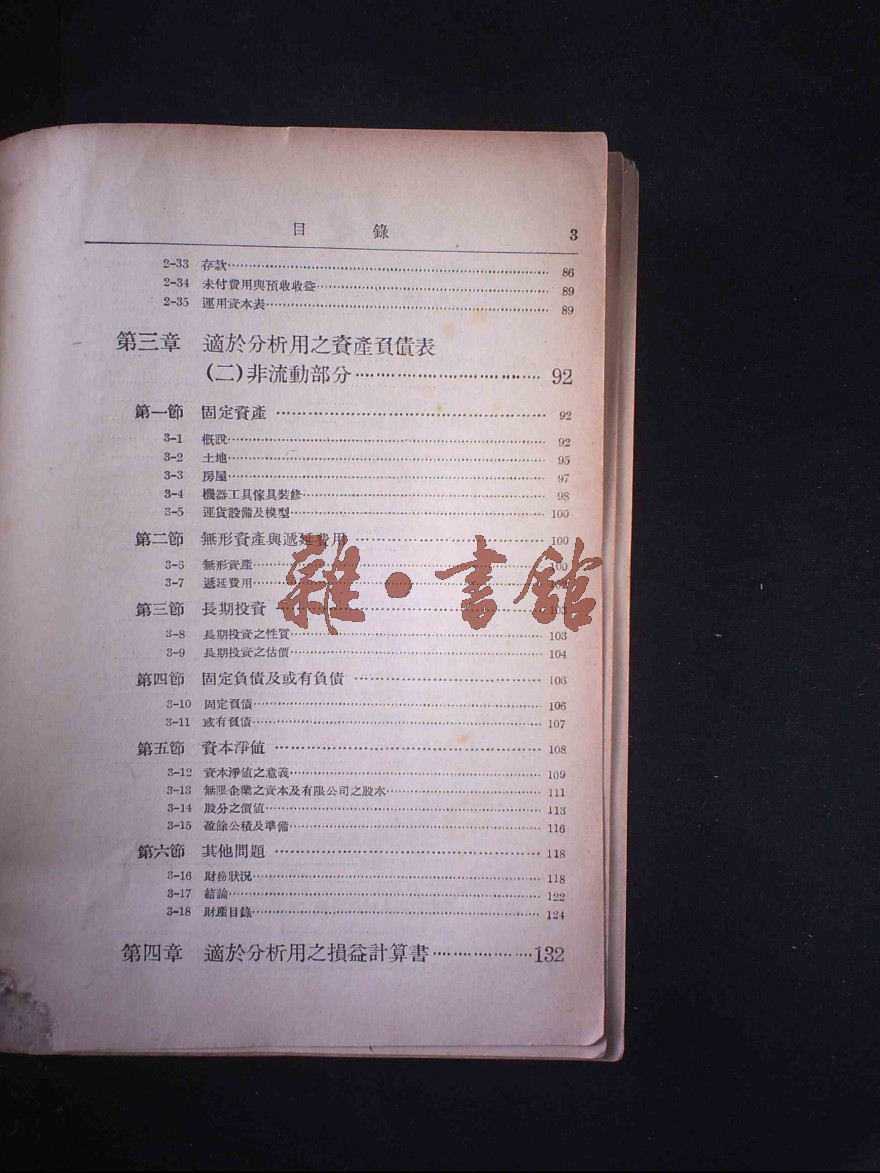 目錄 3
2-33 存款 86
2-34 未付費用與預收收益 89
2-35 運用資本表 89
第三章 適於分析用之資產負債表
(二)非流動部分 92
第一節 固定資產 92
3-1 概說 92
3-2 土地 95
3-3 房屋 97
3-4 機器工具傢具裝修 98
3-5 運貨設備及模型 100
第二節 無形資產與遞延費用 100
3-6 無形資產 100
3-7 遞延費用
第三節 長期投資 103
3-8 長期投資之性質 103
3-9 長期投資之估價 104
第四節 固定負債及或有負債 106
3-10 固定負債 106
3-11 或有負債 107
第五節 資本淨值 108
3-12 資本淨值之意義 109
3-13 無限企業之資本及有限公司之股本 111
3-14 股分之價值 113
3-15 盈餘公積及準備 116
第六節 其他問題 118
3-16 財務狀況 118
3-17 結論 122
3-18 財產目錄 124
第四章 適於分析用之損益計算書 132
雜·書館